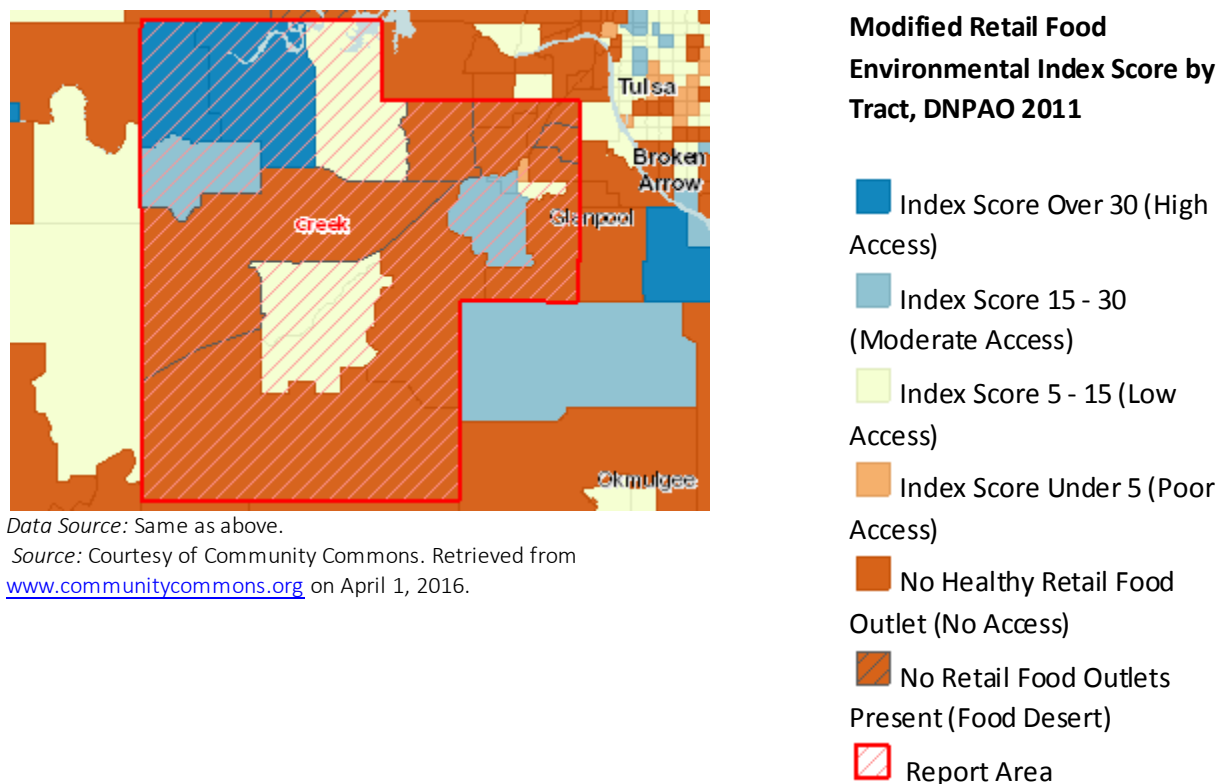 Tulsa
Broken
Arrow
Creek
Glanpool
Okmulgee
Data Source: Same as above.
Source: Courtesy of Community Commons. Retrieved from
www.communitycommons.org on April 1, 2016.
Modified Retail Food
Environmental Index Score by
Tract, DNPAO 2011
Index Score Over 30 (High
Access)
Index Score 15 - 30
(Moderate Access)
Index Score 5 - 15 (Low
Access)
Index Score Under 5 (Poor
Access)
No Healthy Retail Food
Outlet (No Access)
No Retail Food Outlets
Present (Food Desert)
Report Area